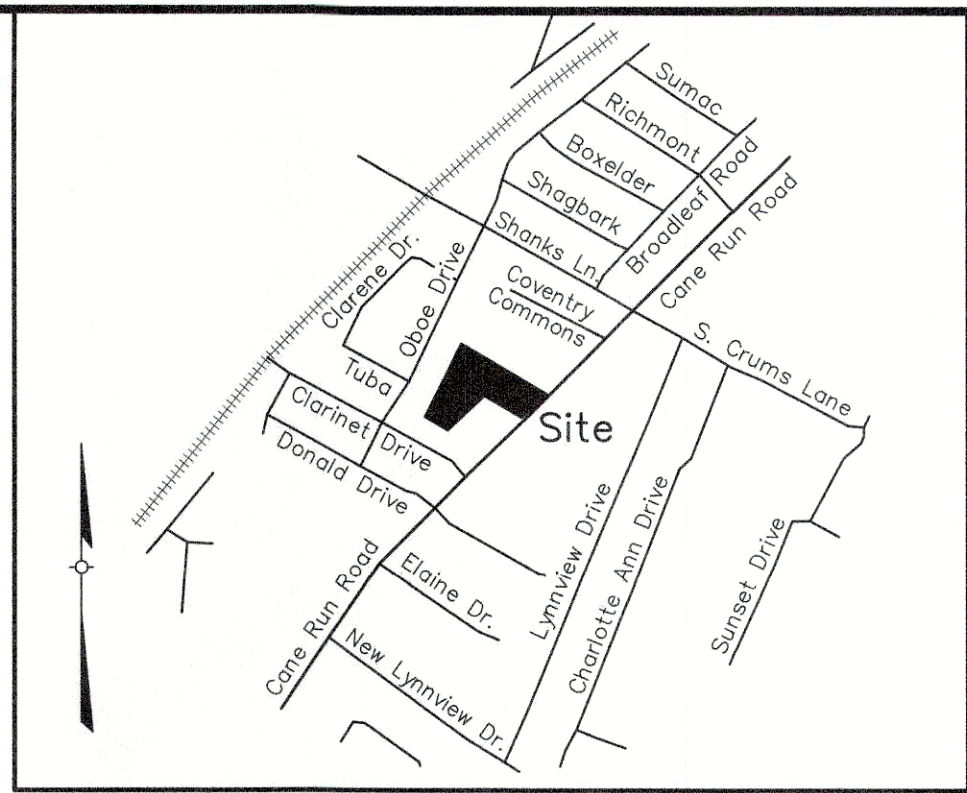 Sumac
Richmont
Boxelder
Shagbark
Broadleaf Road
Shanks Ln.
Cane Run Road
Clarene Dr.
Oboe Drive
Coventry
Commons
S. Crums Lane
Tuba
Clarinet Drive
Site
Donald Drive
Lynnview Drive
Charlotte Ann Drive
Sunset Drive
Elaine Dr.
Cane Run Road
New Lynnview Dr.